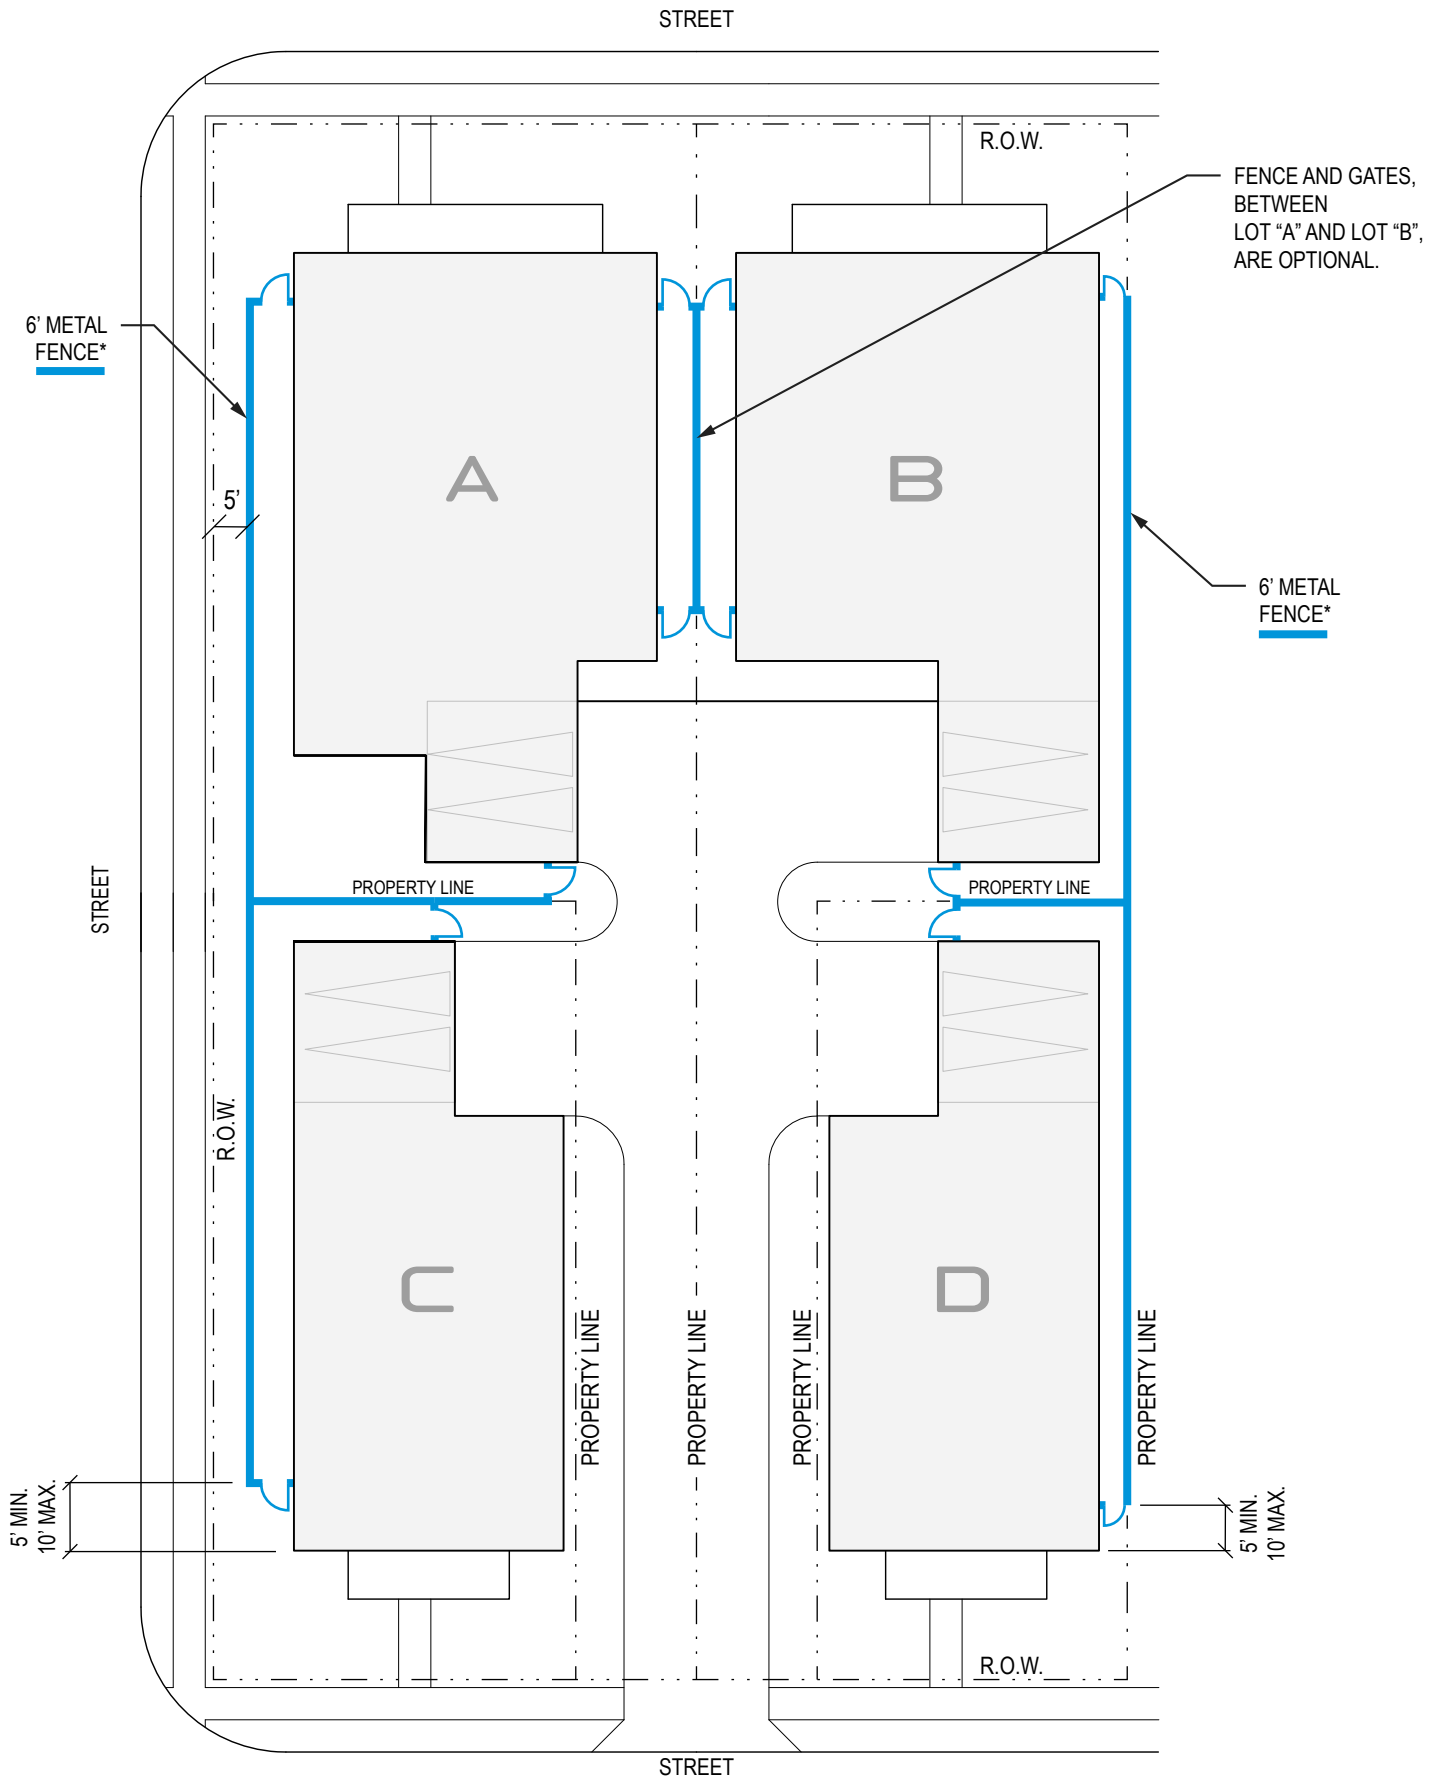 STREET
R.O.W.
FENCE AND GATES,
BETWEEN
LOT “A” AND LOT “B”,
ARE OPTIONAL.
6’ METAL
FENCE*
A
B
5’
6’ METAL
FENCE*
STREET
PROPERTY LINE
PROPERTY LINE
R.O.W.
C
D
PROPERTY LINE
PROPERTY LINE
PROPERTY LINE
PROPERTY LINE
5’ MIN.
10’ MAX.
5’ MIN.
10’ MAX.
R.O.W.
STREET